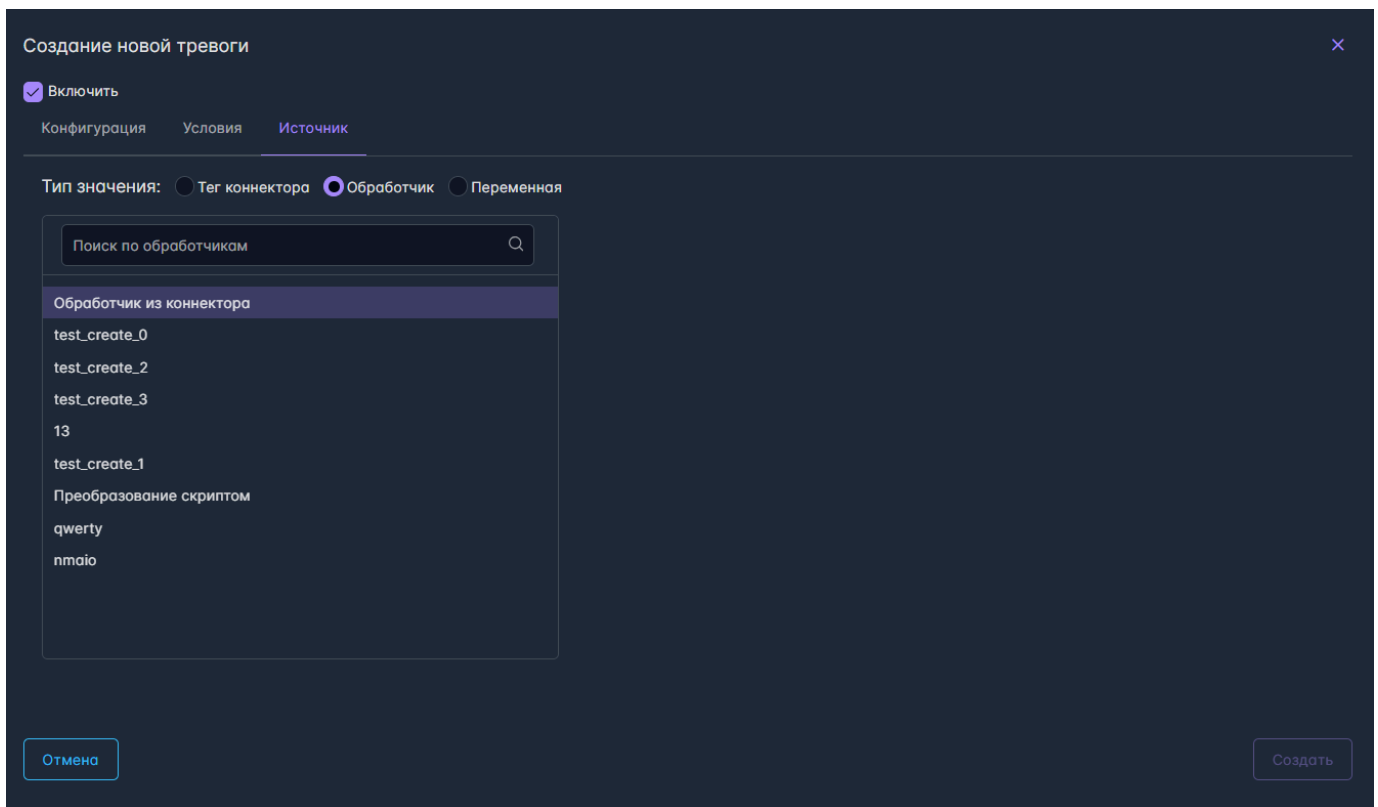 Создание новой тревоги
Включить
Конфигурация Условия Источник
Тип значения: Тег коннектора Обработчик Переменная
Поиск по обработчикам
Обработчик из коннектора
test_create_0
test_create_2
test_create_3
13
test_create_1
Преобразование скриптом
qwerty
nmaio
Отмена Создать